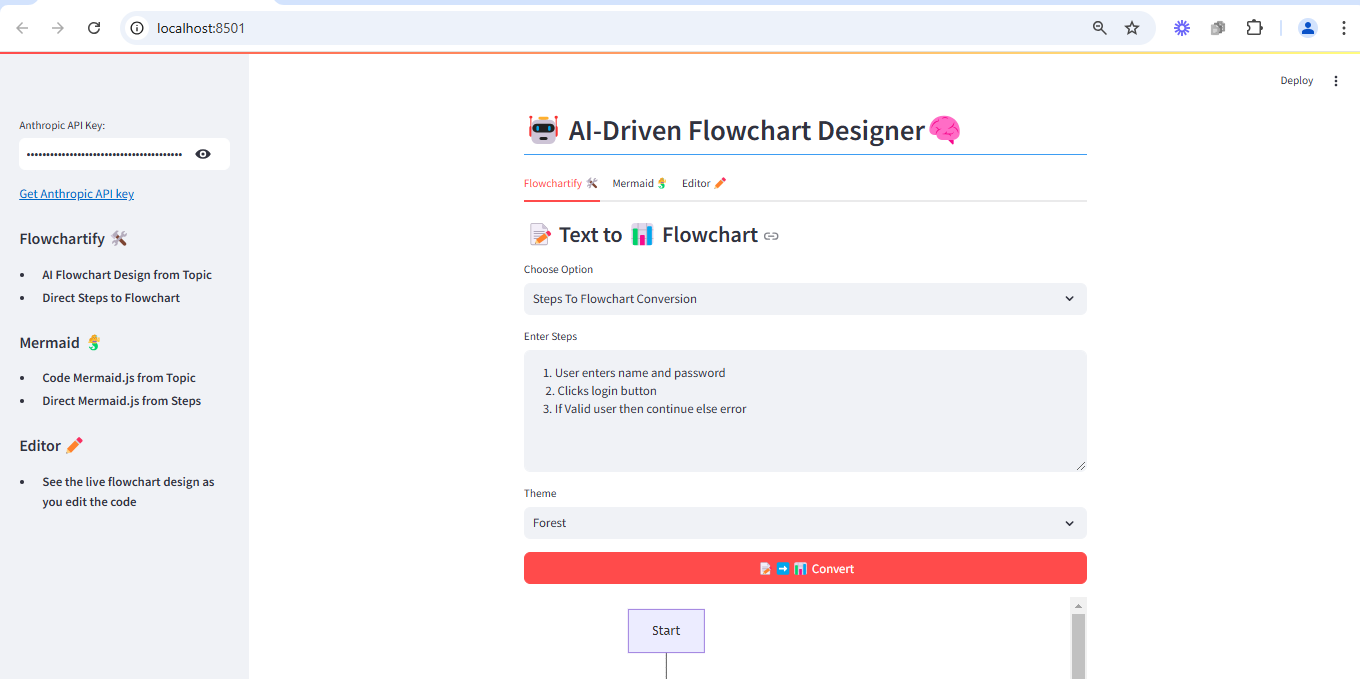 localhost:8501
Deploy
Anthropic API Key:
Get Anthropic API key
Flowchartify
AI Flowchart Design from Topic
Direct Steps to Flowchart
Mermaid
Code Mermaid.js from Topic
Direct Mermaid.js from Steps
Editor
See the live flowchart design as
you edit the code
AI-Driven Flowchart Designer
Flowchartify Mermaid Editor
Text to Flowchart
Choose Option
Steps To Flowchart Conversion
Enter Steps
1. User enters name and password
2. Clicks login button
3. If Valid user then continue else error
Theme
Forest
Convert
Start